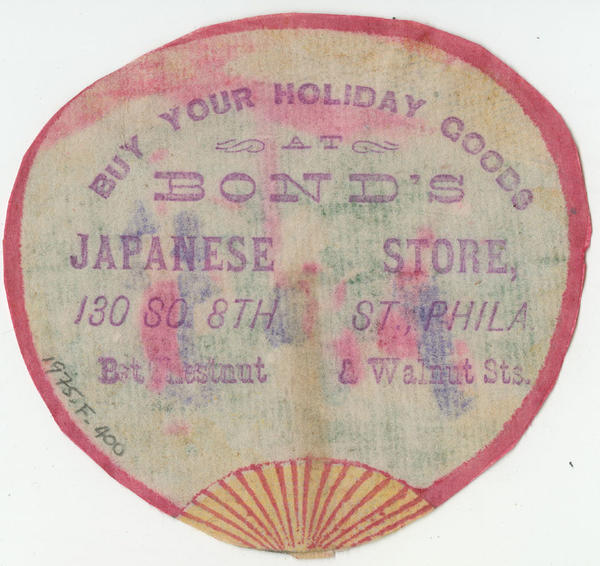 BUY YOUR HOLIDAY GOODS
AT
BOND'S
JAPANESE STORE,
130 SO. 8TH ST., PHILA
Bet Chestnut & Walnut Sts.
1975.F.400